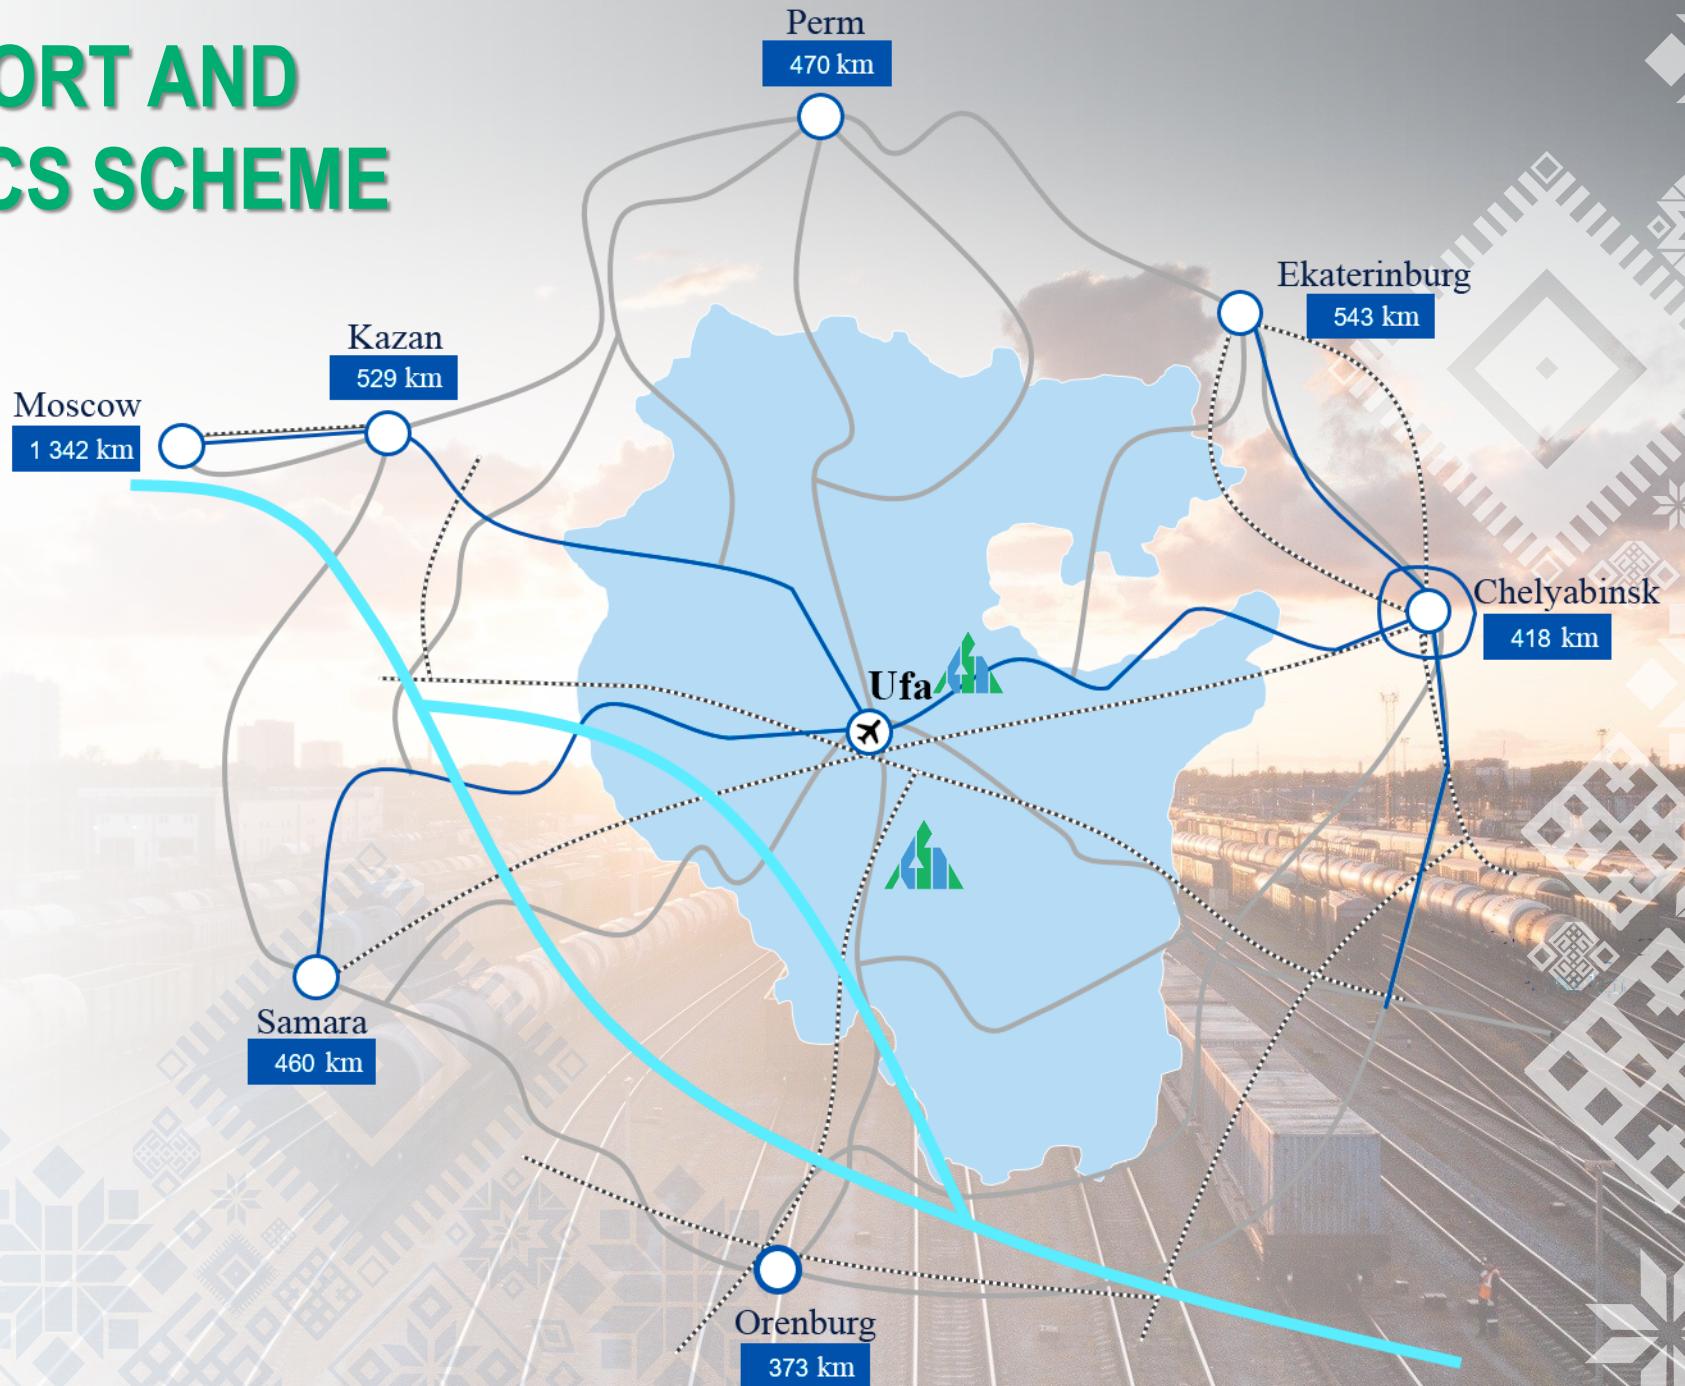 ORT AND
CS SCHEME
Perm
470 km
Ekaterinburg
543 km
Kazan
529 km
Moscow
1 342 km
Chelyabinsk
418 km
Ufa
Samara
460 km
Orenburg
373 km